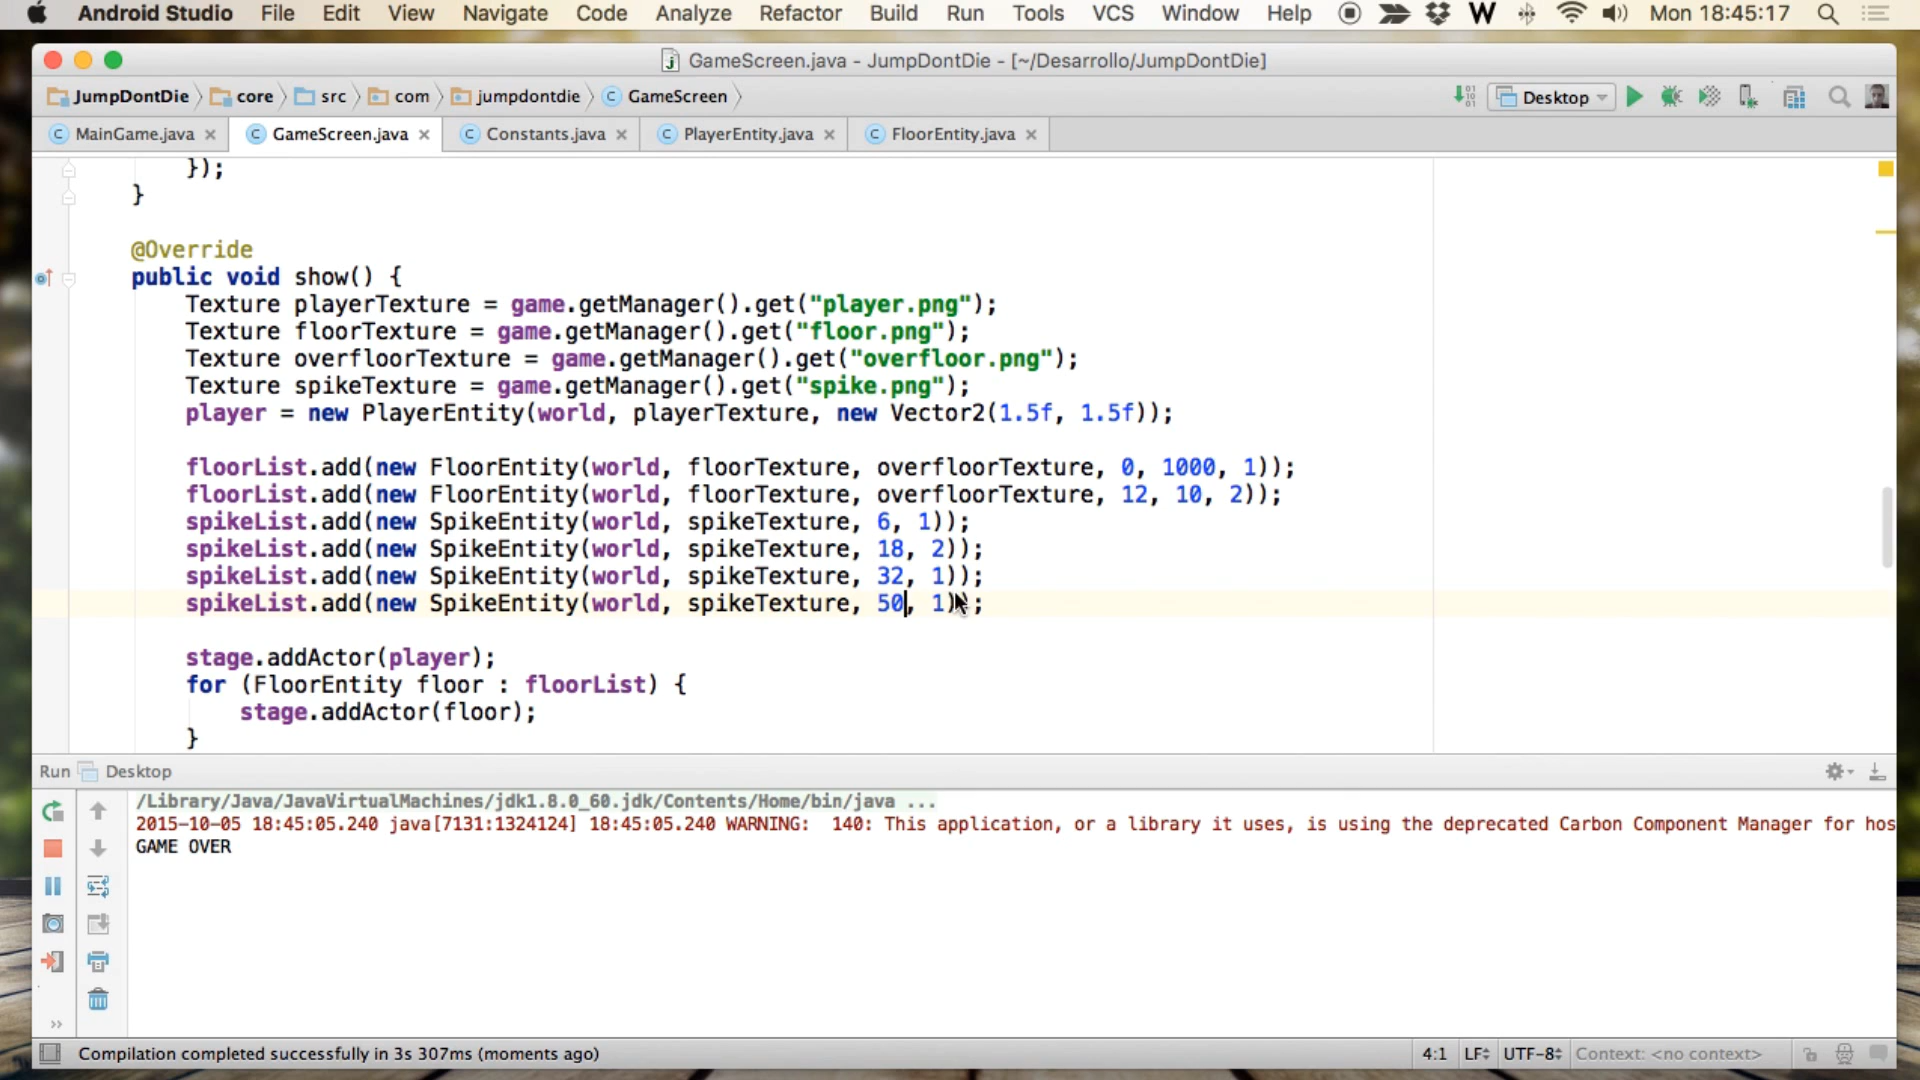 Android Studio File Edit View Navigate Code Analyze Refactor Build Run Tools VCS Window Help W Mon 18:45:17
GameScreen.java - JumpDontDie - [~/Desarrollo/JumpDontDie]
JumpDontDie core src com jumpdontdie GameScreen Desktop
MainGame.java GameScreen.java Constants.java PlayerEntity.java FloorEntity.java
});
}
@Override
public void show() {
Texture playerTexture = game.getManager().get("player.png");
Texture floorTexture = game.getManager().get("floor.png");
Texture overfloorTexture = game.getManager().get("overfloor.png");
Texture spikeTexture = game.getManager().get("spike.png");
player = new PlayerEntity(world, playerTexture, new Vector2(1.5f, 1.5f));
floorList.add(new FloorEntity(world, floorTexture, overfloorTexture, 0, 1000, 1));
floorList.add(new FloorEntity(world, floorTexture, overfloorTexture, 12, 10, 2));
spikeList.add(new SpikeEntity(world, spikeTexture, 6, 1));
spikeList.add(new SpikeEntity(world, spikeTexture, 18, 2));
spikeList.add(new SpikeEntity(world, spikeTexture, 32, 1));
spikeList.add(new SpikeEntity(world, spikeTexture, 50, 1));
stage.addActor(player);
for (FloorEntity floor : floorList) {
stage.addActor(floor);
}
Run Desktop
/Library/Java/JavaVirtualMachines/jdk1.8.0_60.jdk/Contents/Home/bin/java ...
2015-10-05 18:45:05.240 java[7131:1324124] 18:45:05.240 WARNING:  140: This application, or a library it uses, is using the deprecated Carbon Component Manager for hos
GAME OVER
Compilation completed successfully in 3s 307ms (moments ago) 4:1 LF UTF-8 Context: <no context>